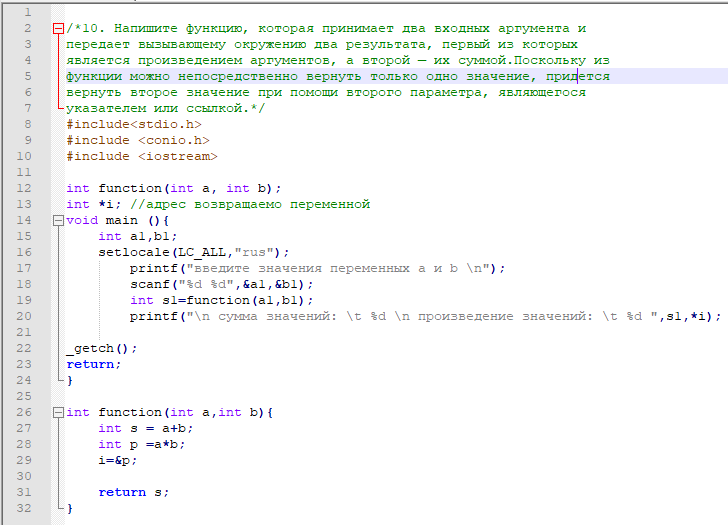 1
2 /*10. Напишите функцию, которая принимает два входных аргумента и
3 передает вызывающему окружению два результата, первый из которых
4 является произведением аргументов, а второй — их суммой.Поскольку из
5 функции можно непосредственно вернуть только одно значение, придется
6 вернуть второе значение при помощи второго параметра, являющегося
7 указателем или ссылкой.*/
8 #include<stdio.h>
9 #include <conio.h>
10 #include <iostream>
11
12 int function(int a, int b);
13 int *i; //адрес возвращаемо переменной
14 void main (){
15 int a1,b1;
16 setlocale(LC_ALL,"rus");
17 printf("введите значения переменных a и b \n");
18 scanf("%d %d",&a1,&b1);
19 int s1=function(a1,b1);
20 printf("\n сумма значений: \t %d \n произведение значений: \t %d ",s1,*i);
21
22 _getch();
23 return;
24 }
25
26 int function(int a,int b){
27 int s = a+b;
28 int p =a*b;
29 i=&p;
30
31 return s;
32 }